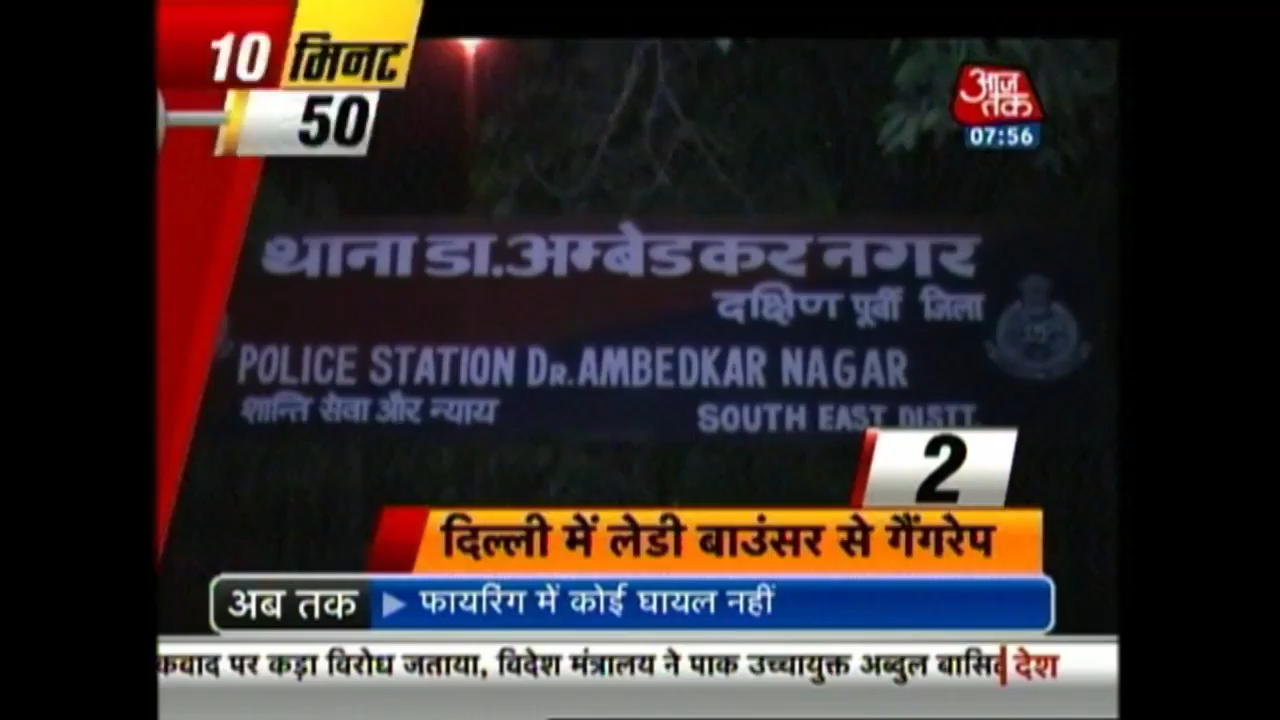 10 मिनट
50
आज
तक
07:56
थाना डा.अम्बेडकर नगर
दक्षिण पूर्वी जिला
POLICE STATION DR.AMBEDKAR NAGAR
शान्ति सेवा और न्याय
SOUTH EAST DISTT.
2
दिल्ली में लेडी बाउंसर से गैंगरेप
अब तक फायरिंग में कोई घायल नहीं
कवाद पर कड़ा विरोध जताया, विदेश मंत्रालय ने पाक उच्चायुक्त अब्दुल बासि देश